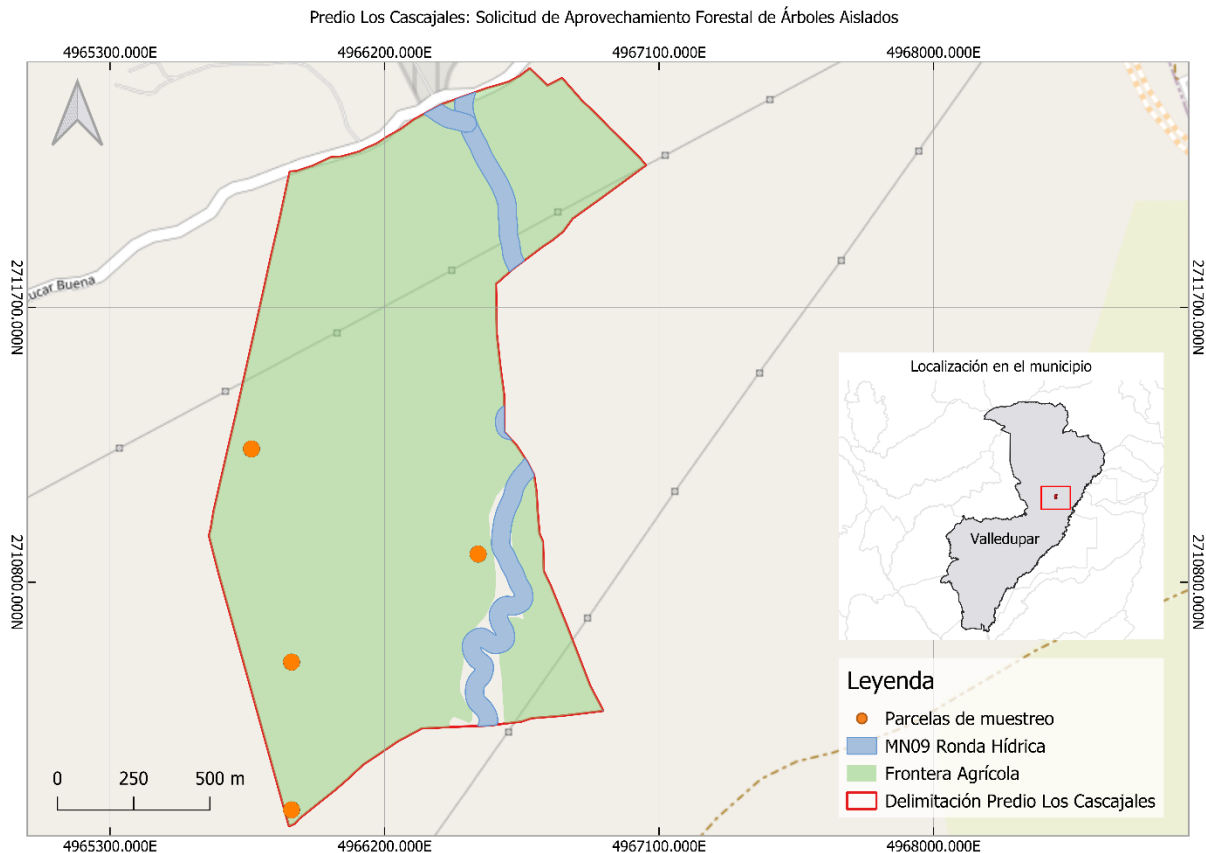 Predio Los Cascajales: Solicitud de Aprovechamiento Forestal de Árboles Aislados
4965300.000E 4966200.000E 4967100.000E 4968000.000E
ucar Buena
2711700.000N 2711700.000N
2710800.000N 2710800.000N
Localización en el municipio
Valledupar
Leyenda
Parcelas de muestreo
MN09 Ronda Hídrica
Frontera Agrícola
Delimitación Predio Los Cascajales
0 250 500 m
4965300.000E 4966200.000E 4967100.000E 4968000.000E